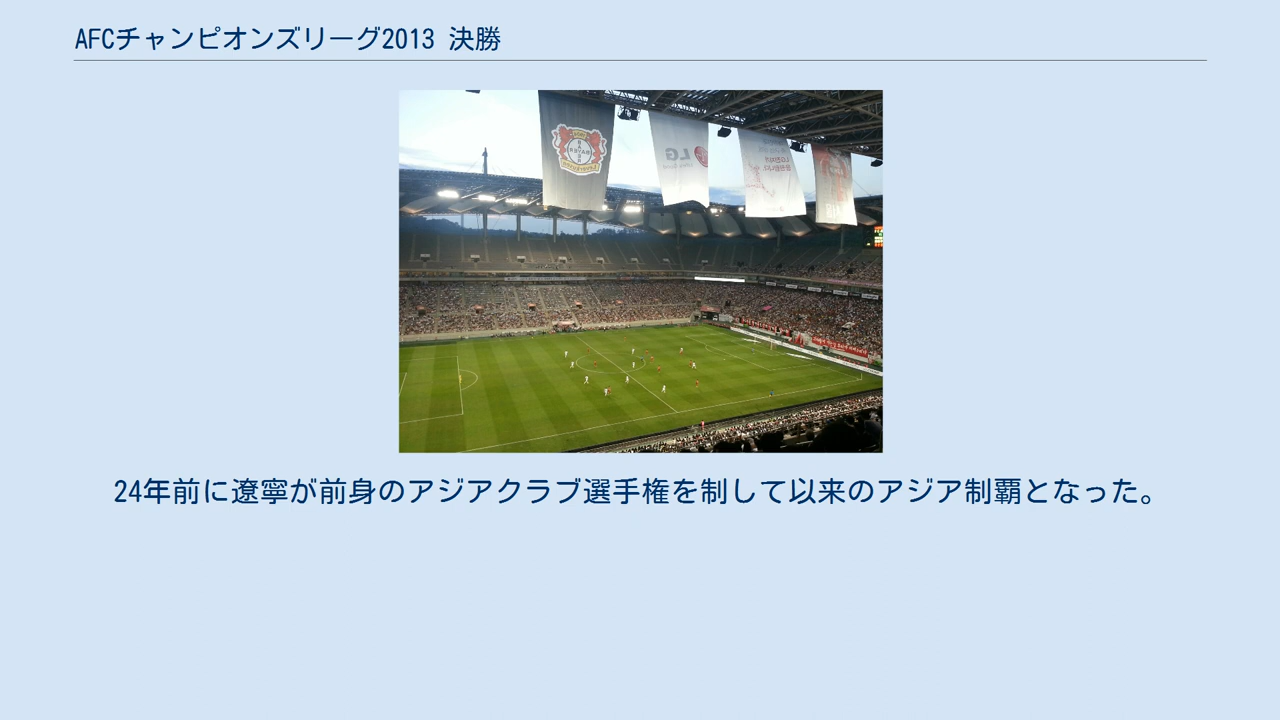 AFCチャンピオンズリーグ2013 決勝
LG
24年前に遼寧が前身のアジアクラブ選手権を制して以来のアジア制覇となった。